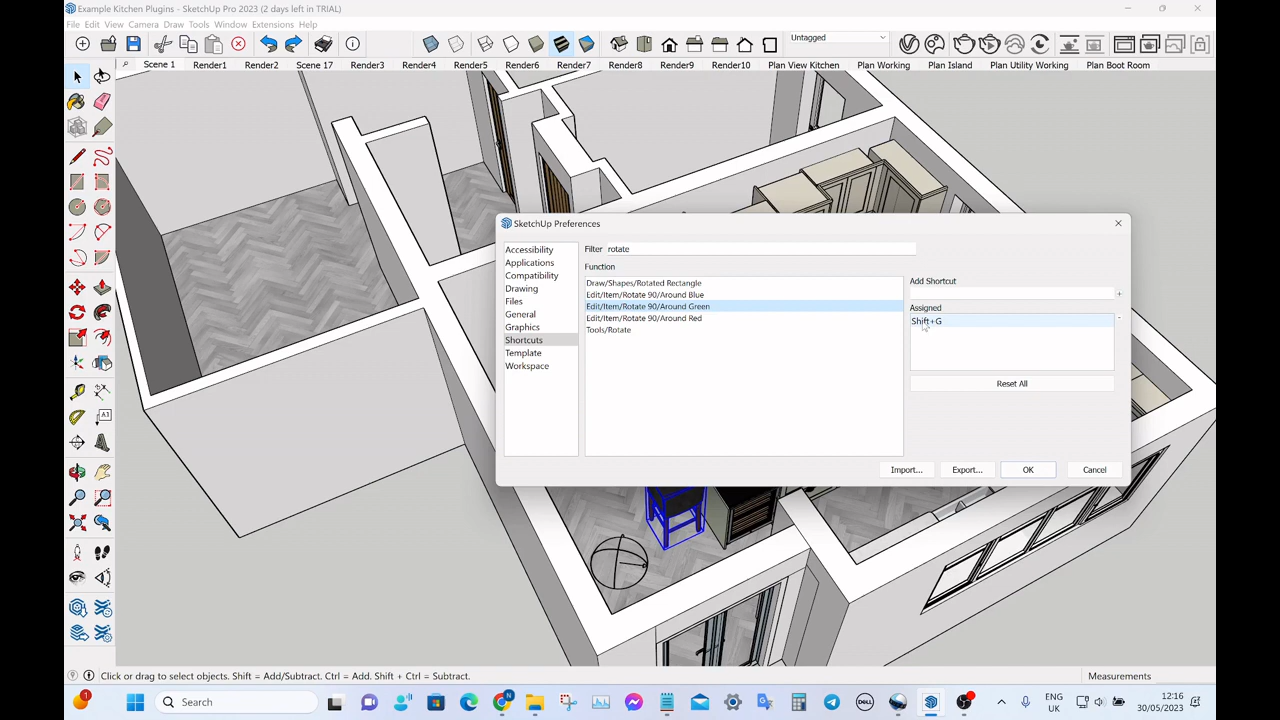 Example Kitchen Plugins - SketchUp Pro 2023 (2 days left in TRIAL)
File Edit View Camera Draw Tools Window Extensions Help
Untagged
Scene 1 Render1 Render2 Scene 17 Render3 Render4 Render5 Render6 Render7 Render8 Render9 Render10 Plan View Kitchen Plan Working Plan Island Plan Utility Working Plan Boot Room
SketchUp Preferences
Accessibility
Applications
Compatibility
Drawing
Files
General
Graphics
Shortcuts
Template
Workspace
Filter rotate
Function
Draw/Shapes/Rotated Rectangle
Edit/Item/Rotate 90/Around Blue
Edit/Item/Rotate 90/Around Green
Edit/Item/Rotate 90/Around Red
Tools/Rotate
Add Shortcut
+
Assigned
Shift+G
-
Reset All
Import... Export... OK Cancel
A1
Click or drag to select objects. Shift = Add/Subtract. Ctrl = Add. Shift + Ctrl = Subtract.
Measurements
1
Search
N
DELL
ENG
UK
12:16
30/05/2023